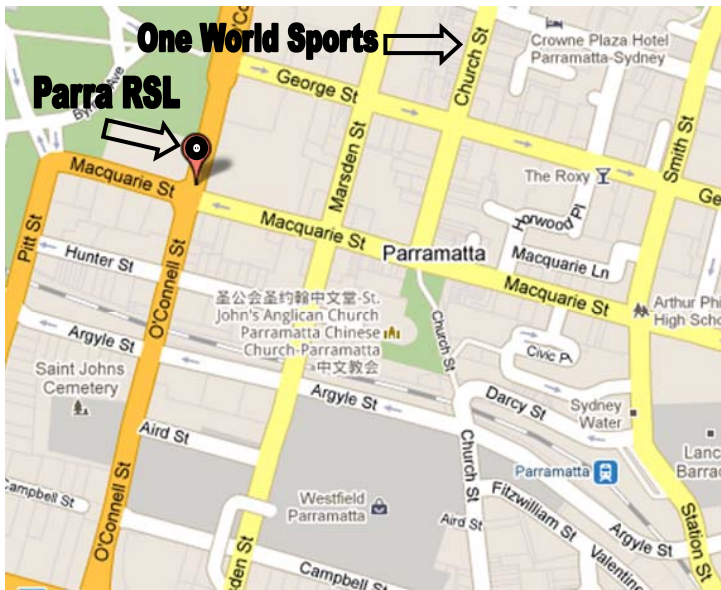 One World Sports
Church St
Crowne Plaza Hotel
Parramatta-Sydney
Parra RSL
George St
Smith St
Marsden St
The Roxy
Ge
Macquarie St
Pitt St
Macquarie St
Horwood Pl
Hunter St
O'Connell St
Parramatta
Macquarie Ln
Macquarie St
圣公会圣约翰中文堂-St.
John's Anglican Church
Parramatta Chinese
Church-Parramatta
中文教会
Arthur Ph
High Scho
Church St
Argyle St
Saint Johns
Cemetery
Argyle St
Darcy St
Sydney
Water
Aird St
Church St
Lanc
Barrac
Parramatta
Campbell St
O'Connell St
Westfield
Parramatta
Aird St
Fitzwilliam St
Argyle St
Station St
Valentine
den St
Campbell St